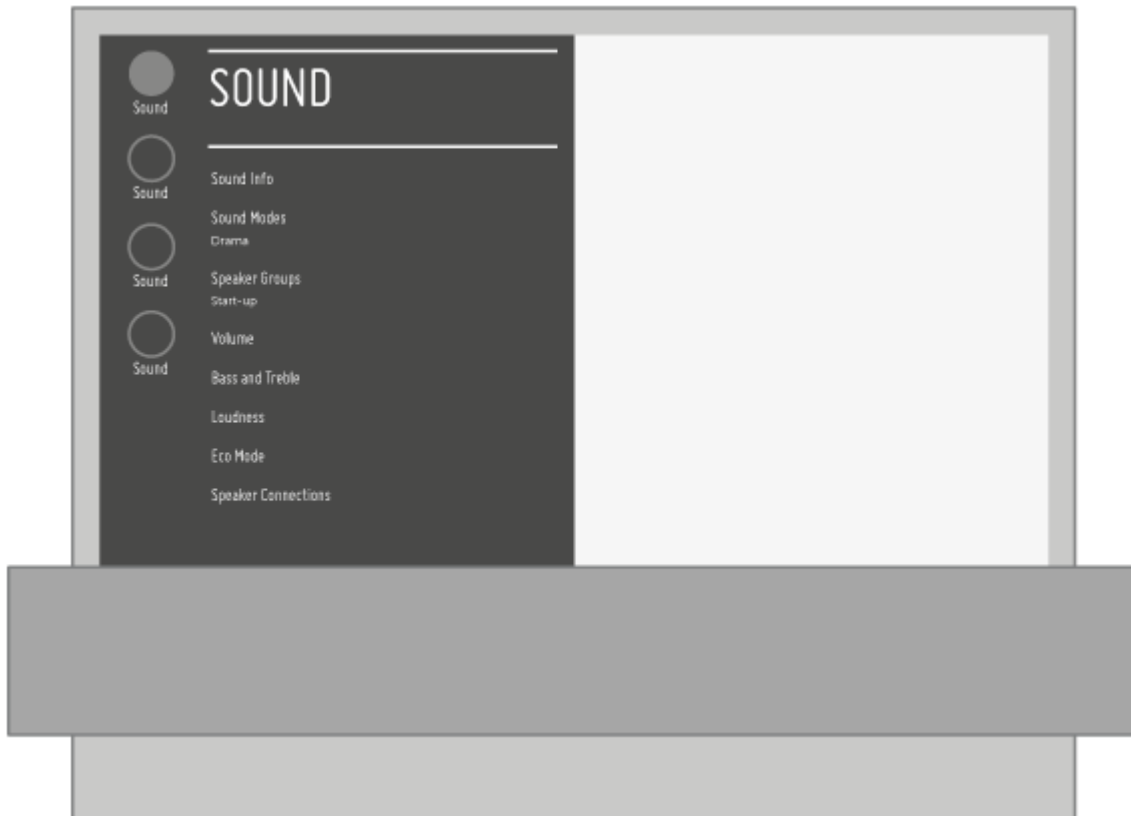 Sound
Sound
Sound
Sound
SOUND
Sound Info
Sound Modes
Drama
Speaker Groups
Start-up
Volume
Bass and Treble
Loudness
Eco Mode
Speaker Connections